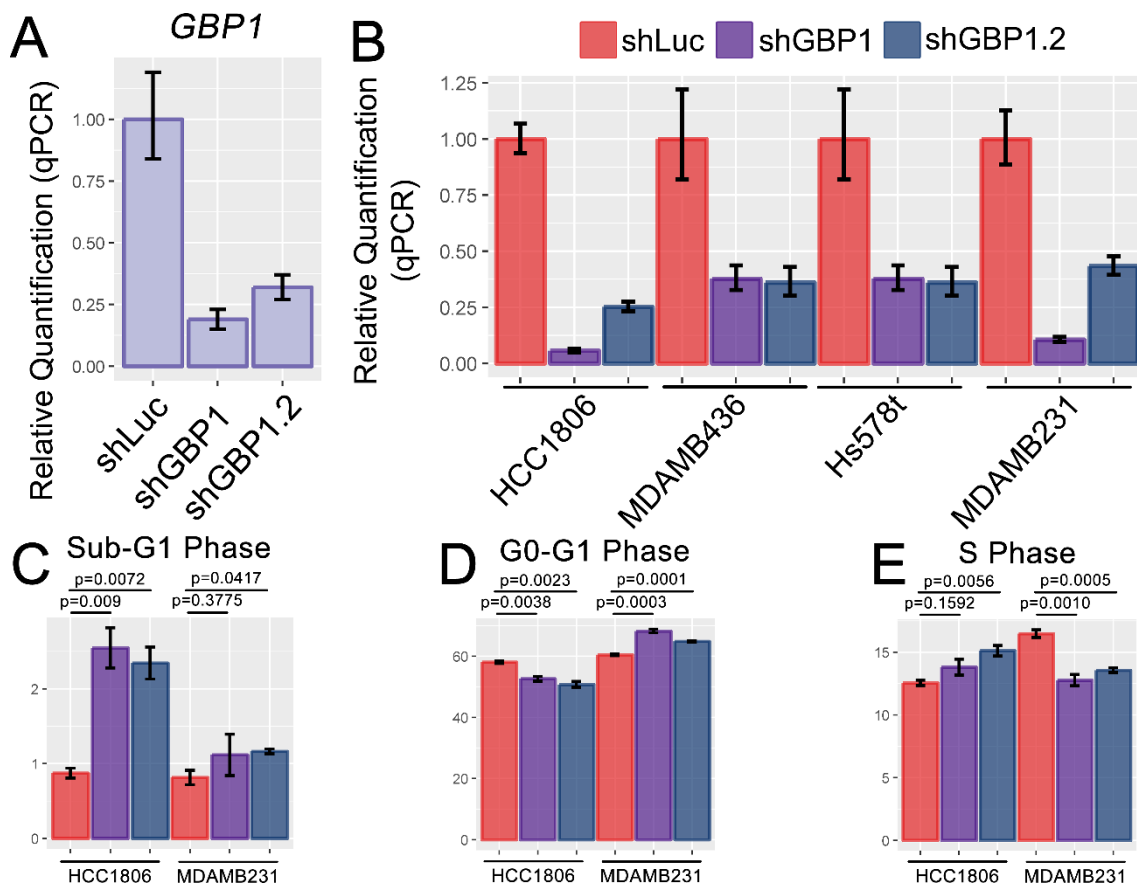 A
GBP1
Relative Quantification (qPCR)
1.00
0.75
0.50
0.25
0.00
shLuc
shGBP1
shGBP1.2
B
shLuc shGBP1 shGBP1.2
Relative Quantification
(qPCR)
1.25
1.00
0.75
0.50
0.25
0.00
HCC1806
MDAMB436
Hs578t
MDAMB231
C
Sub-G1 Phase
p=0.0072 p=0.0417
p=0.009 p=0.3775
2
1
0
HCC1806 MDAMB231
D
G0-G1 Phase
p=0.0023 p=0.0001
p=0.0038 p=0.0003
60
40
20
0
HCC1806 MDAMB231
E
S Phase
p=0.0056 p=0.0005
p=0.1592 p=0.0010
15
10
5
0
HCC1806 MDAMB231